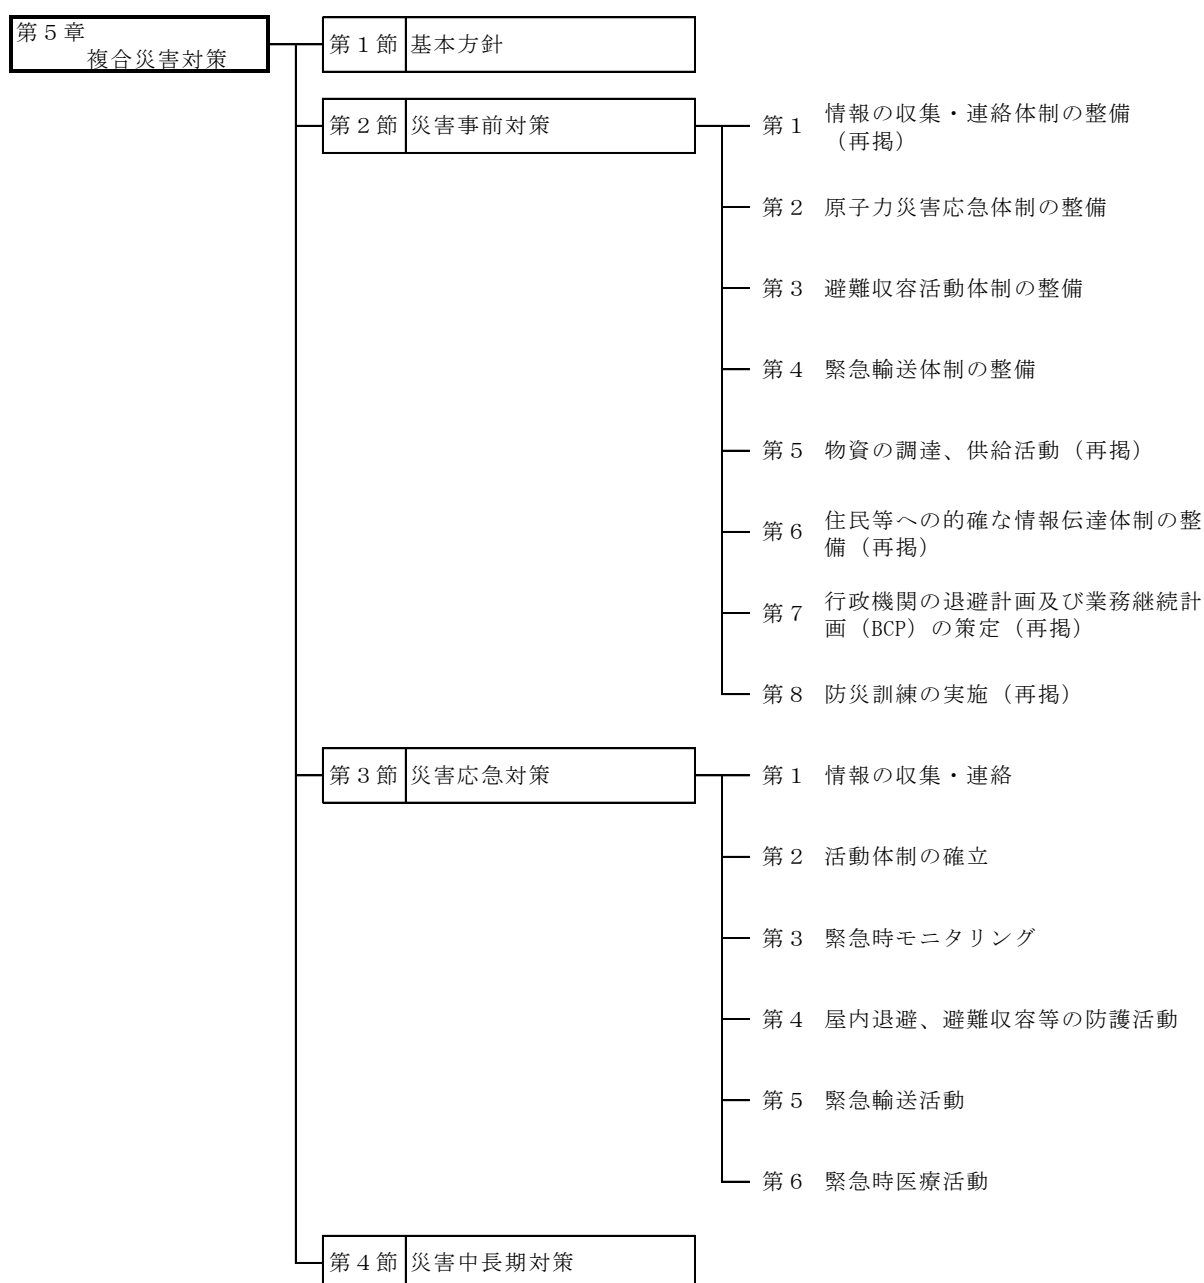 第５章
複合災害対策
第１節 基本方針
第２節 災害事前対策
第１ 情報の収集・連絡体制の整備
（再掲）
第２ 原子力災害応急体制の整備
第３ 避難収容活動体制の整備
第４ 緊急輸送体制の整備
第５ 物資の調達、供給活動（再掲）
第６ 住民等への的確な情報伝達体制の整
備（再掲）
第７ 行政機関の退避計画及び業務継続計
画（BCP）の策定（再掲）
第８ 防災訓練の実施（再掲）
第３節 災害応急対策
第１ 情報の収集・連絡
第２ 活動体制の確立
第３ 緊急時モニタリング
第４ 屋内退避、避難収容等の防護活動
第５ 緊急輸送活動
第６ 緊急時医療活動
第４節 災害中長期対策